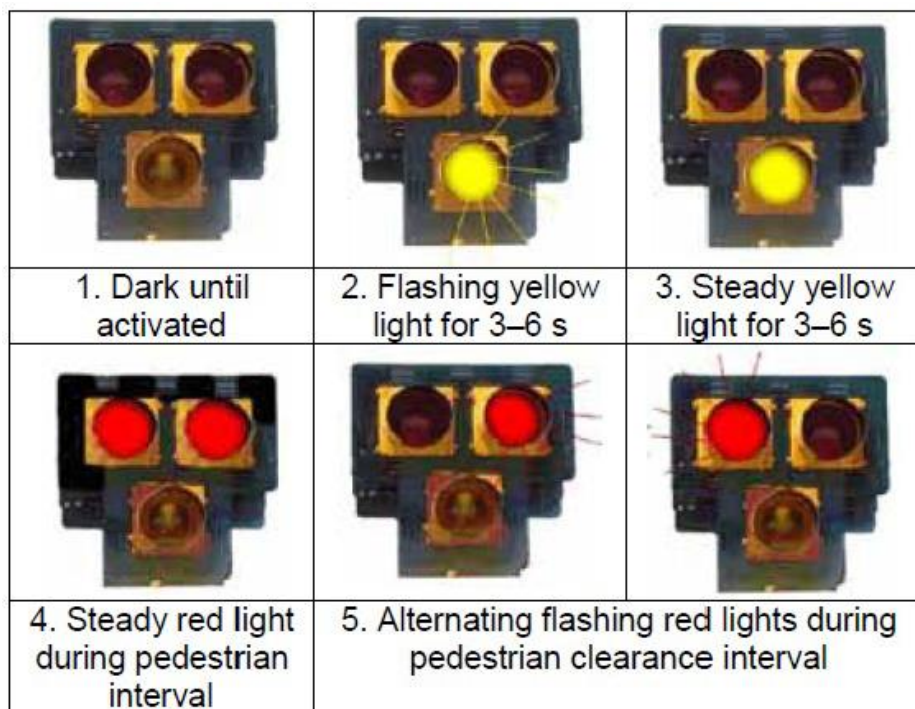 1. Dark until
activated
2. Flashing yellow
light for 3–6 s
3. Steady yellow
light for 3–6 s
4. Steady red light
during pedestrian
interval
5. Alternating flashing red lights during
pedestrian clearance interval